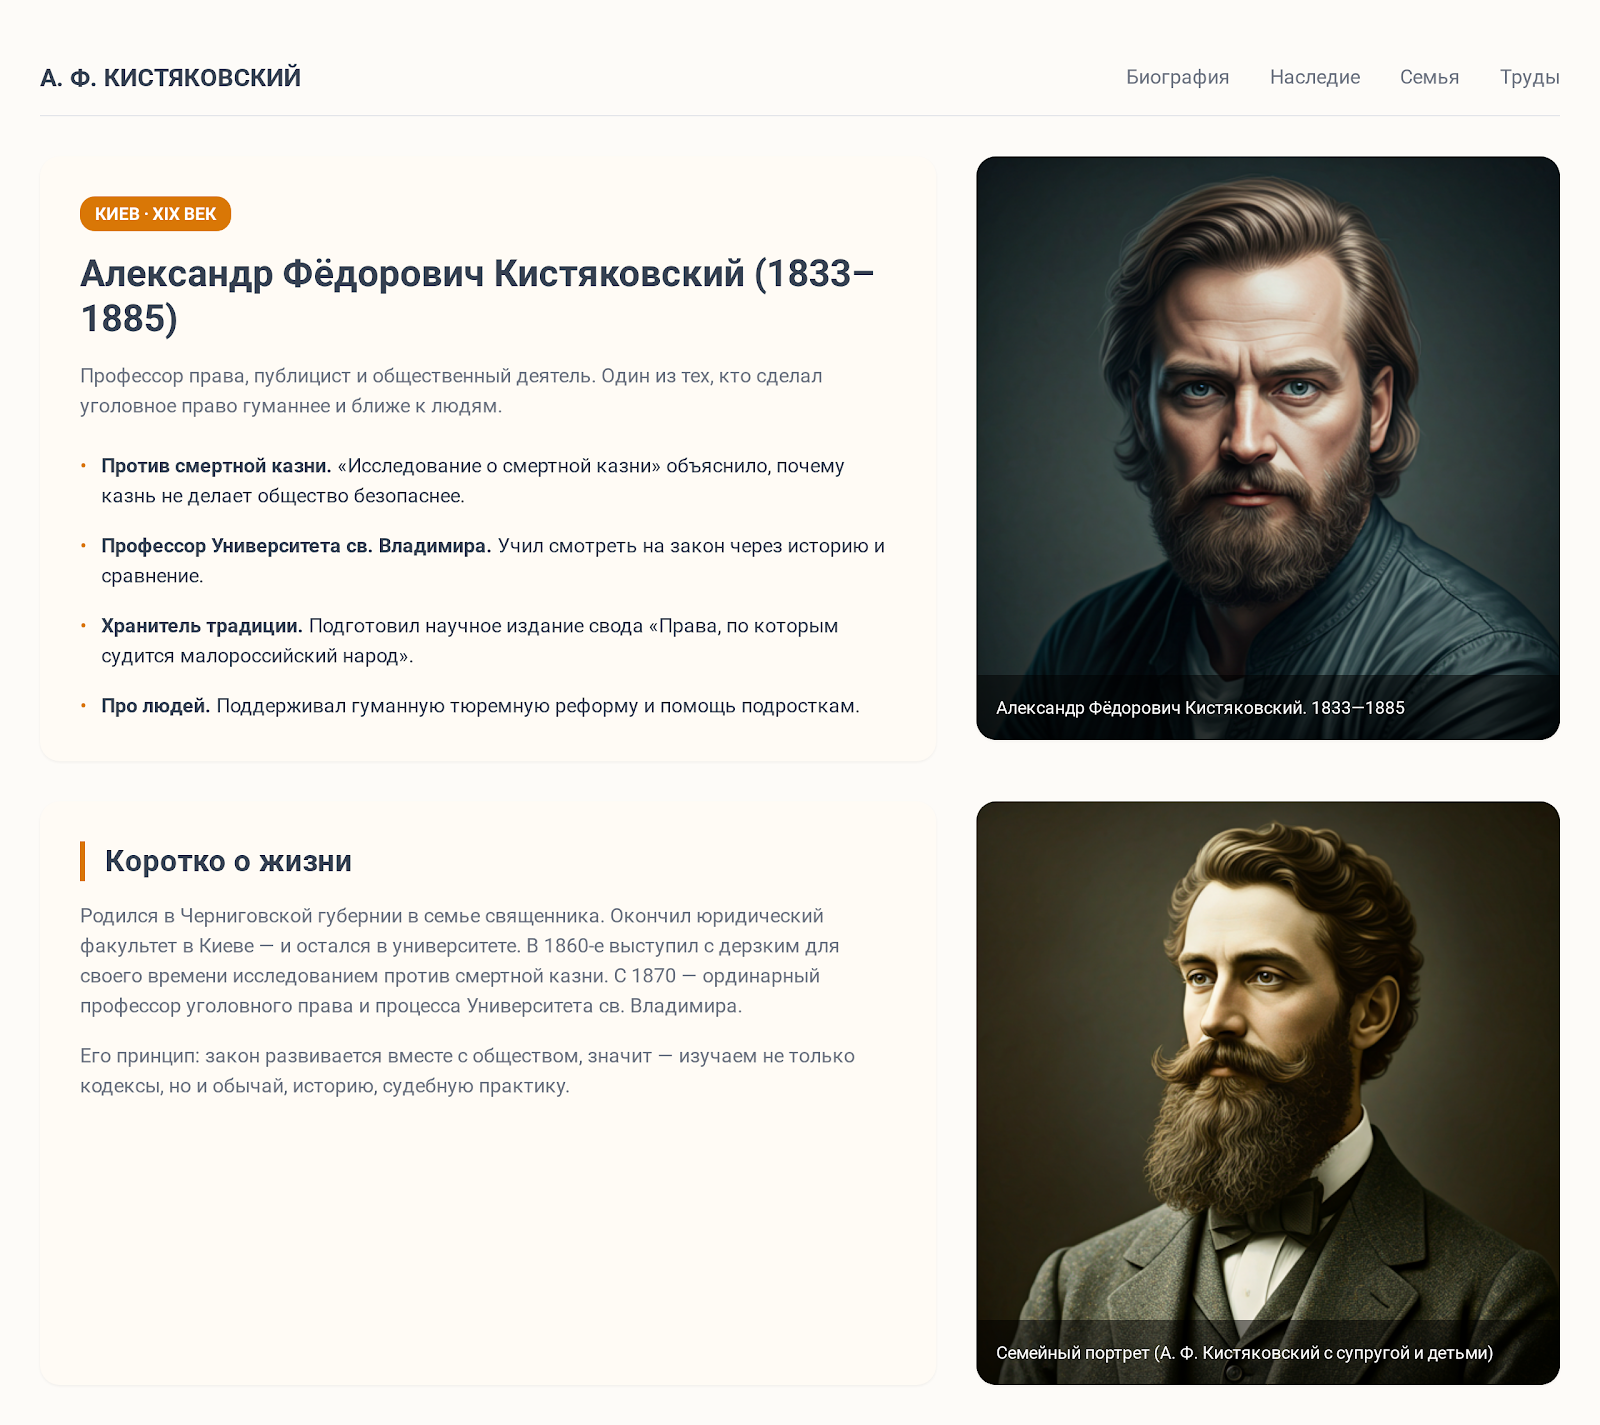 А. Ф. КИСТЯКОВСКИЙ
Биография Наследие Семья Труды
КИЕВ · XIX ВЕК
Александр Фёдорович Кистяковский (1833–
1885)
Профессор права, публицист и общественный деятель. Один из тех, кто сделал
уголовное право гуманнее и ближе к людям.
• Против смертной казни. «Исследование о смертной казни» объяснило, почему
казнь не делает общество безопаснее.
• Профессор Университета св. Владимира. Учил смотреть на закон через историю и
сравнение.
• Хранитель традиции. Подготовил научное издание свода «Права, по которым
судится малороссийский народ».
• Про людей. Поддерживал гуманную тюремную реформу и помощь подросткам.
Александр Фёдорович Кистяковский. 1833—1885
Коротко о жизни
Родился в Черниговской губернии в семье священника. Окончил юридический
факультет в Киеве — и остался в университете. В 1860-е выступил с дерзким для
своего времени исследованием против смертной казни. С 1870 — ординарный
профессор уголовного права и процесса Университета св. Владимира.
Его принцип: закон развивается вместе с обществом, значит — изучаем не только
кодексы, но и обычай, историю, судебную практику.
Семейный портрет (А. Ф. Кистяковский с супругой и детьми)